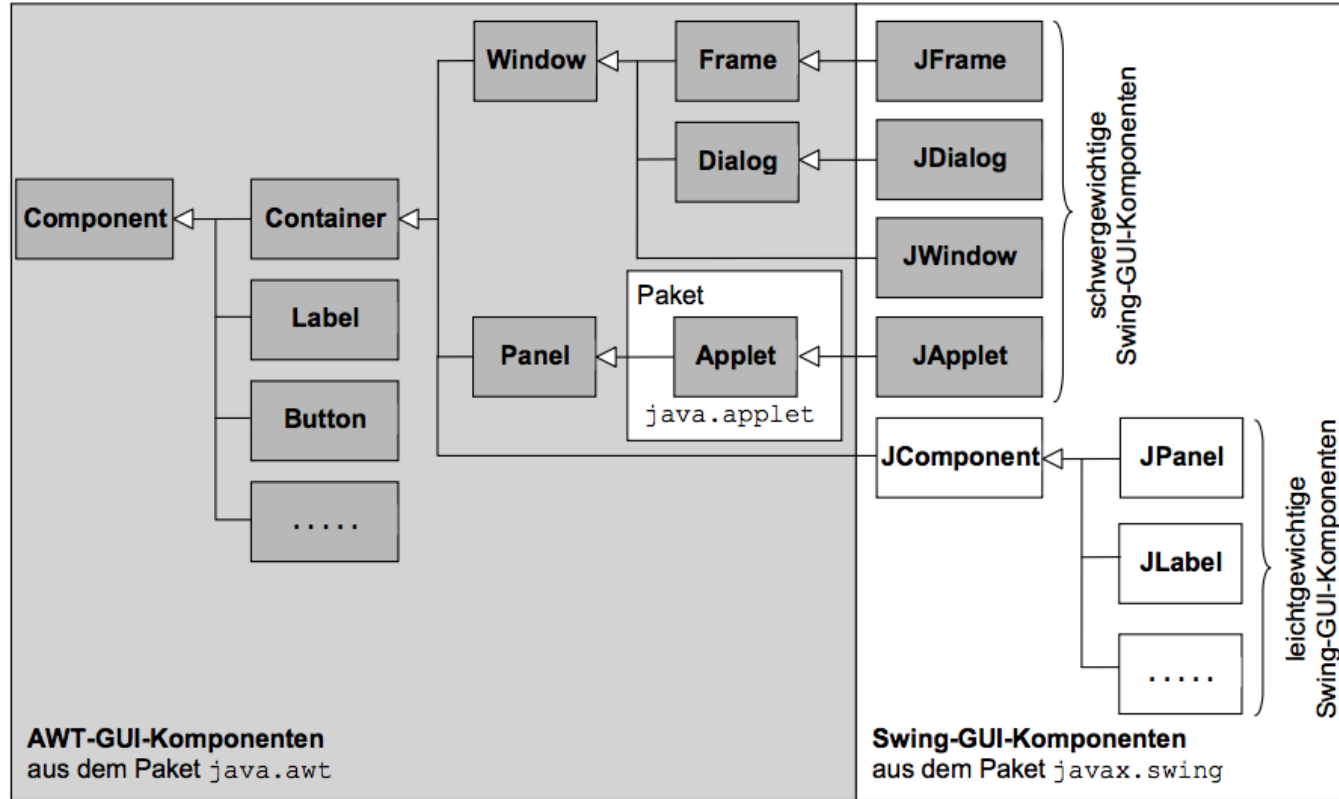 Window
Frame
JFrame
Dialog
JDialog
Component
Container
JWindow
schwergewichtige
Swing-GUI-Komponenten
Label
Paket
Panel
Applet
JApplet
java.applet
Button
JComponent
JPanel
.....
JLabel
.....
leichtgewichtige
Swing-GUI-Komponenten
AWT-GUI-Komponenten
aus dem Paket java.awt
Swing-GUI-Komponenten
aus dem Paket javax.swing